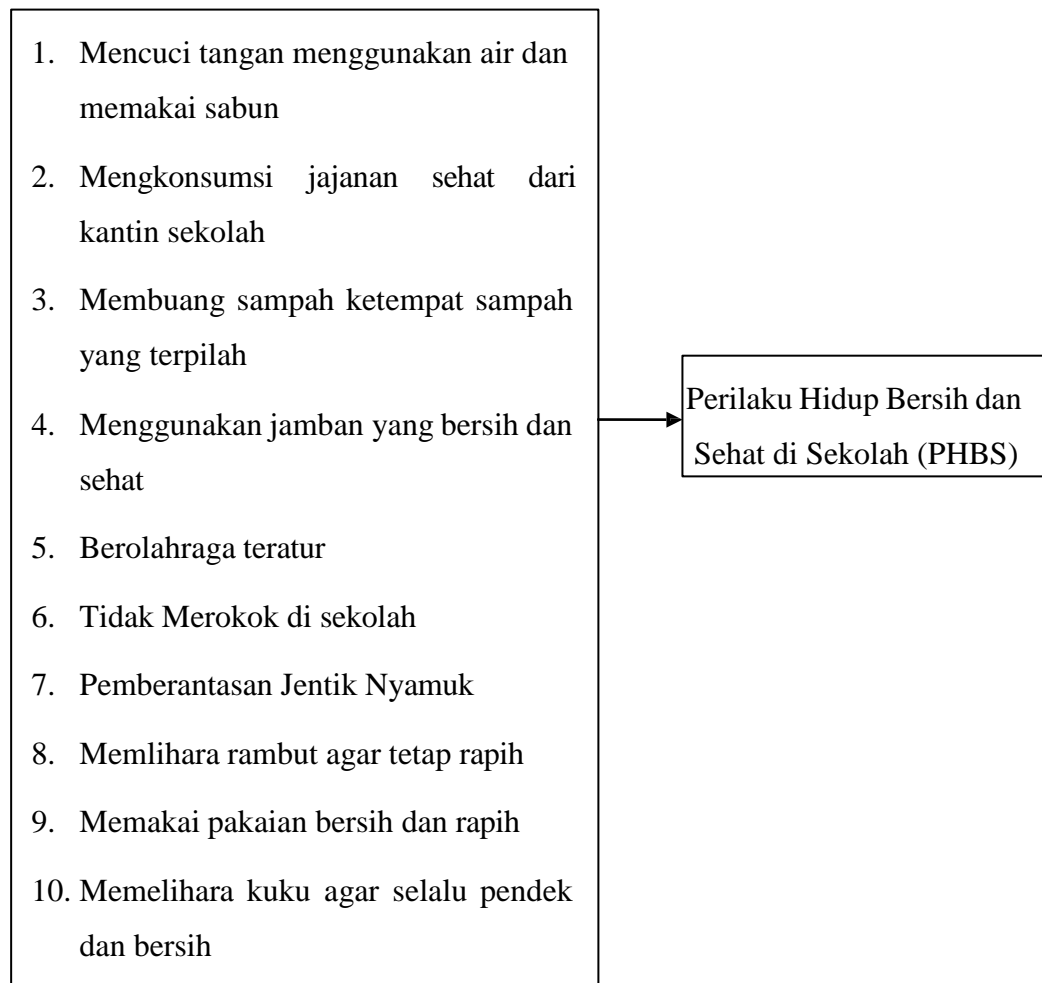 1. Mencuci tangan menggunakan air dan
memakai sabun
2. Mengkonsumsi jajanan sehat dari
kantin sekolah
3. Membuang sampah ketempat sampah
yang terpilah
4. Menggunakan jamban yang bersih dan
sehat
5. Berolahraga teratur
6. Tidak Merokok di sekolah
7. Pemberantasan Jentik Nyamuk
8. Memlihara rambut agar tetap rapih
9. Memakai pakaian bersih dan rapih
10. Memelihara kuku agar selalu pendek
dan bersih
Perilaku Hidup Bersih dan
Sehat di Sekolah (PHBS)